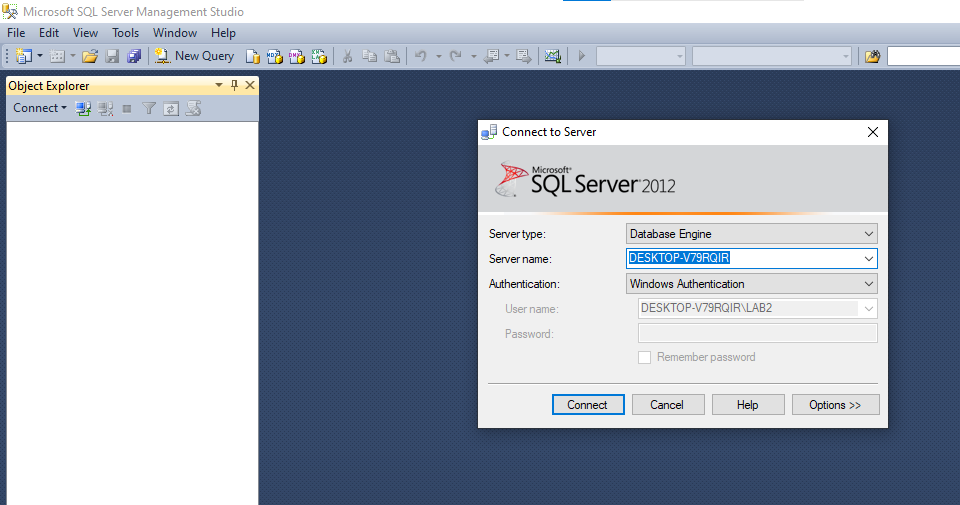 Microsoft SQL Server Management Studio
File Edit View Tools Window Help
New Query
Object Explorer
Connect
Connect to Server
Microsoft®
SQL Server® 2012
Server type: Database Engine
Server name: DESKTOP-V79RQIR
Authentication: Windows Authentication
User name: DESKTOP-V79RQIR\LAB2
Password:
Remember password
Connect Cancel Help Options >>